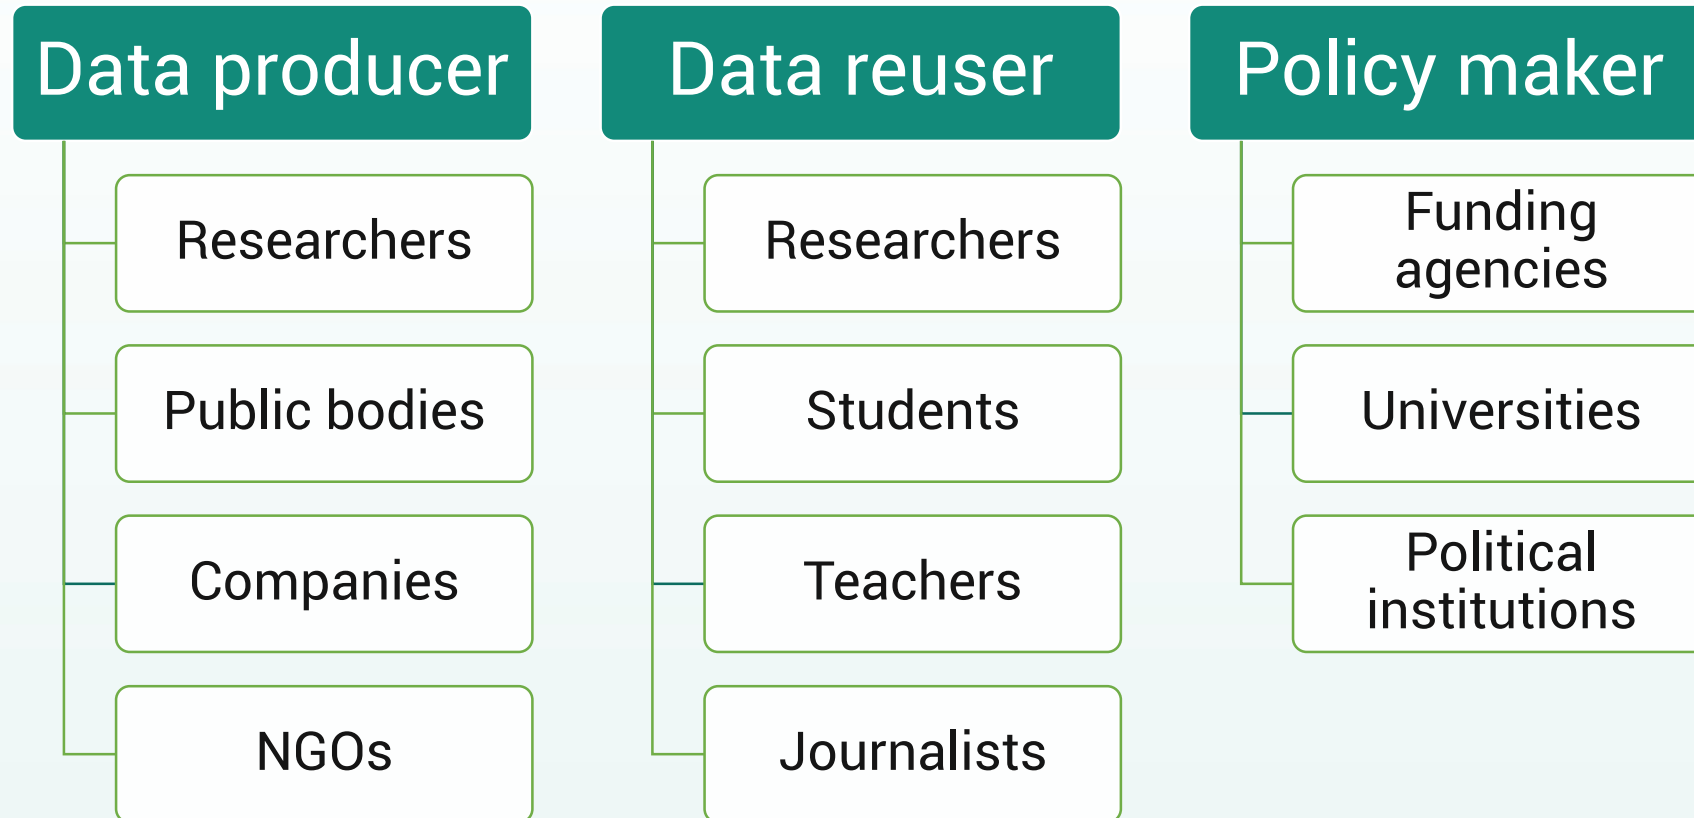 Data producer
Researchers
Public bodies
Companies
NGOs
Data reuser
Researchers
Students
Teachers
Journalists
Policy maker
Funding
agencies
Universities
Political
institutions